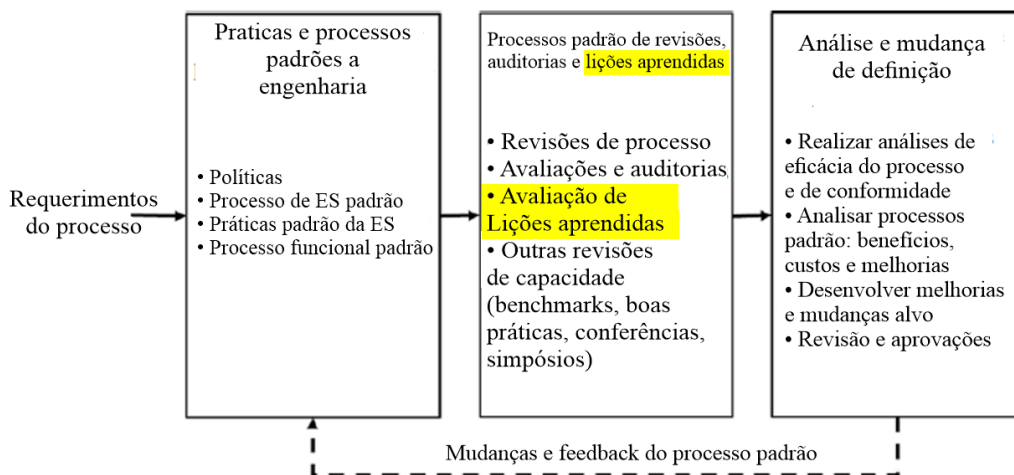 Requerimentos
do processo
Praticas e processos
padrões a
engenharia
• Políticas
• Processo de ES padrão
• Práticas padrão da ES
• Processo funcional padrão
Processos padrão de revisões,
auditorias e lições aprendidas
• Revisões de processo
• Avaliações e auditorias
• Avaliação de
Lições aprendidas
• Outras revisões
de capacidade
(benchmarks, boas
práticas, conferências,
simpósios)
Análise e mudança
de definição
• Realizar análises de
eficácia do processo
e de conformidade
• Analisar processos
padrão: benefícios,
custos e melhorias
• Desenvolver melhorias
e mudanças alvo
• Revisão e aprovações
Mudanças e feedback do processo padrão